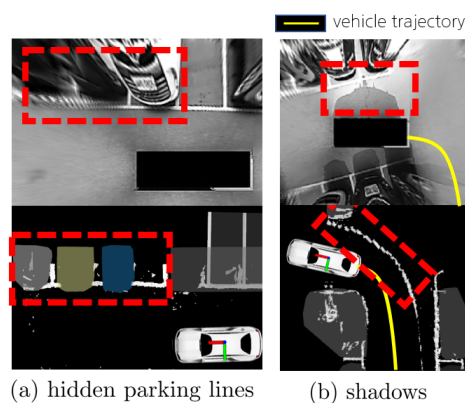 vehicle trajectory
(a) hidden parking lines
(b) shadows